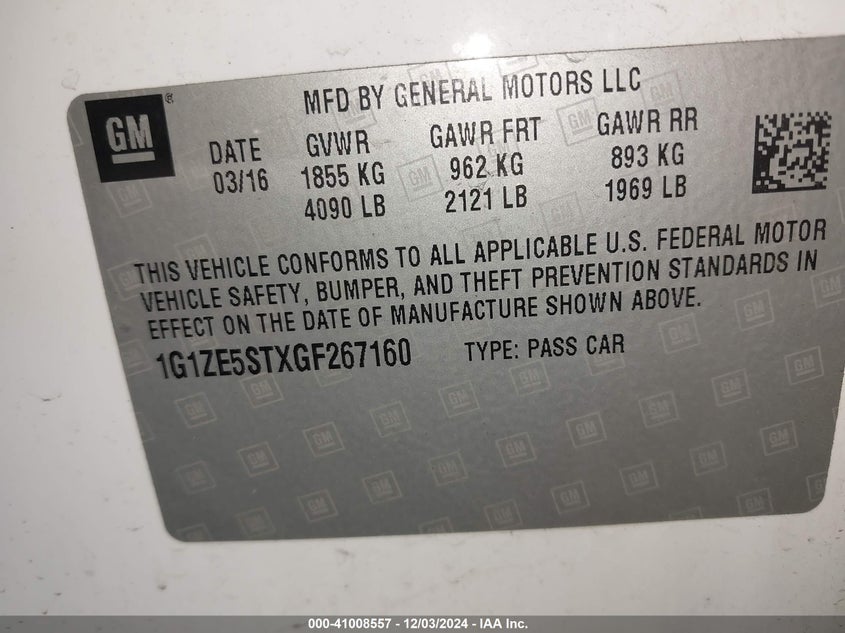 GM®
MFD BY GENERAL MOTORS LLC
DATE GVWR GAWR FRT GAWR RR
03/16 1855 KG 962 KG 893 KG
4090 LB 2121 LB 1969 LB
THIS VEHICLE CONFORMS TO ALL APPLICABLE U.S. FEDERAL MOTOR
VEHICLE SAFETY, BUMPER, AND THEFT PREVENTION STANDARDS IN
EFFECT ON THE DATE OF MANUFACTURE SHOWN ABOVE.
1G1ZE5STXGF267160 TYPE: PASS CAR
000-41008557 - 12/03/2024 - IAA Inc.